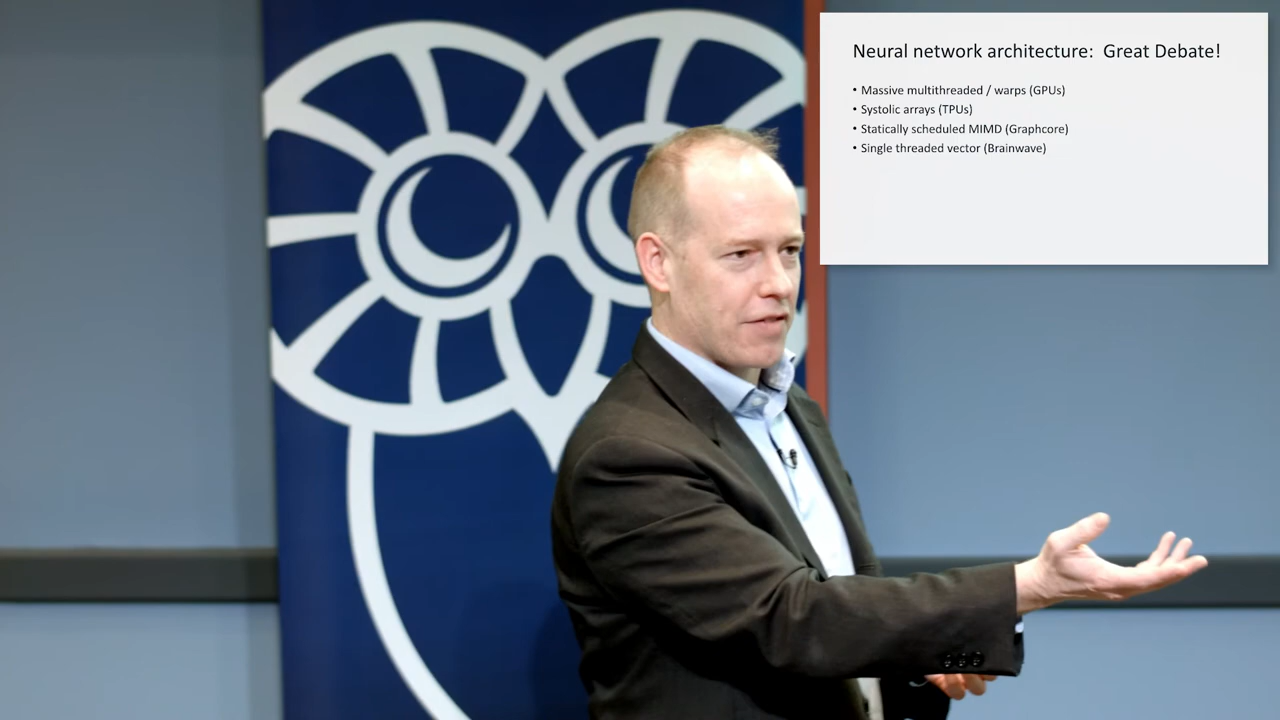 Neural network architecture:  Great Debate!
• Massive multithreaded / warps (GPUs)
• Systolic arrays (TPUs)
• Statically scheduled MIMD (Graphcore)
• Single threaded vector (Brainwave)